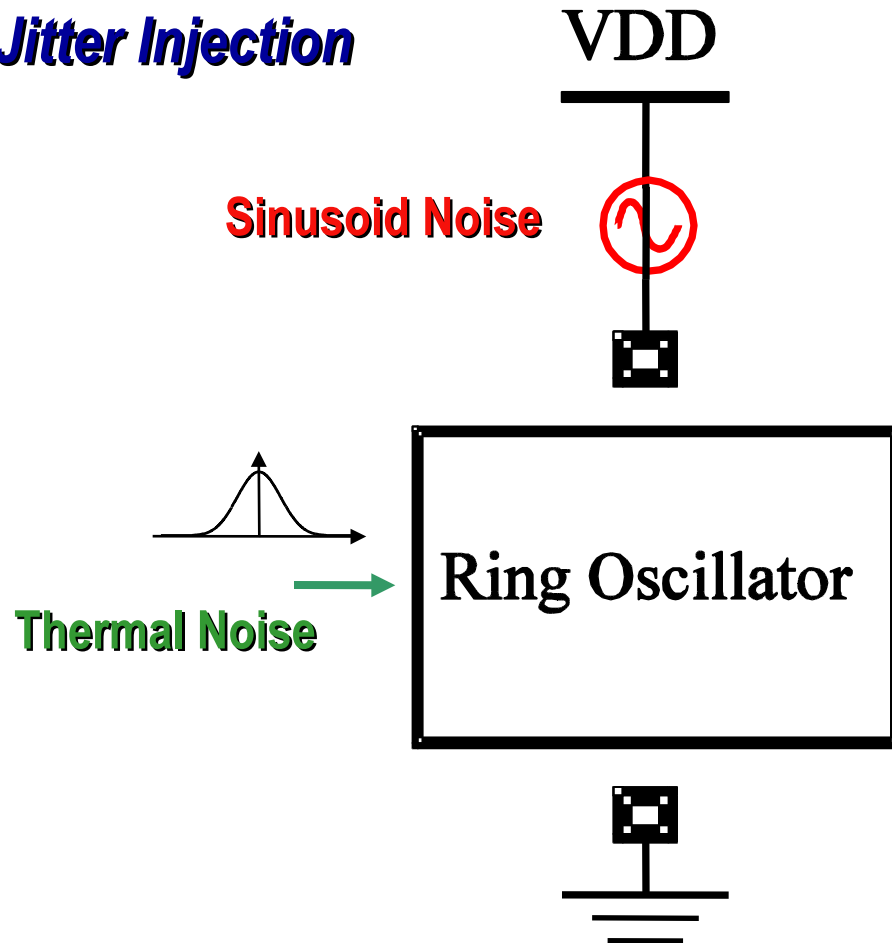 Jitter Injection
VDD
Sinusoid Noise
Ring Oscillator
Thermal Noise